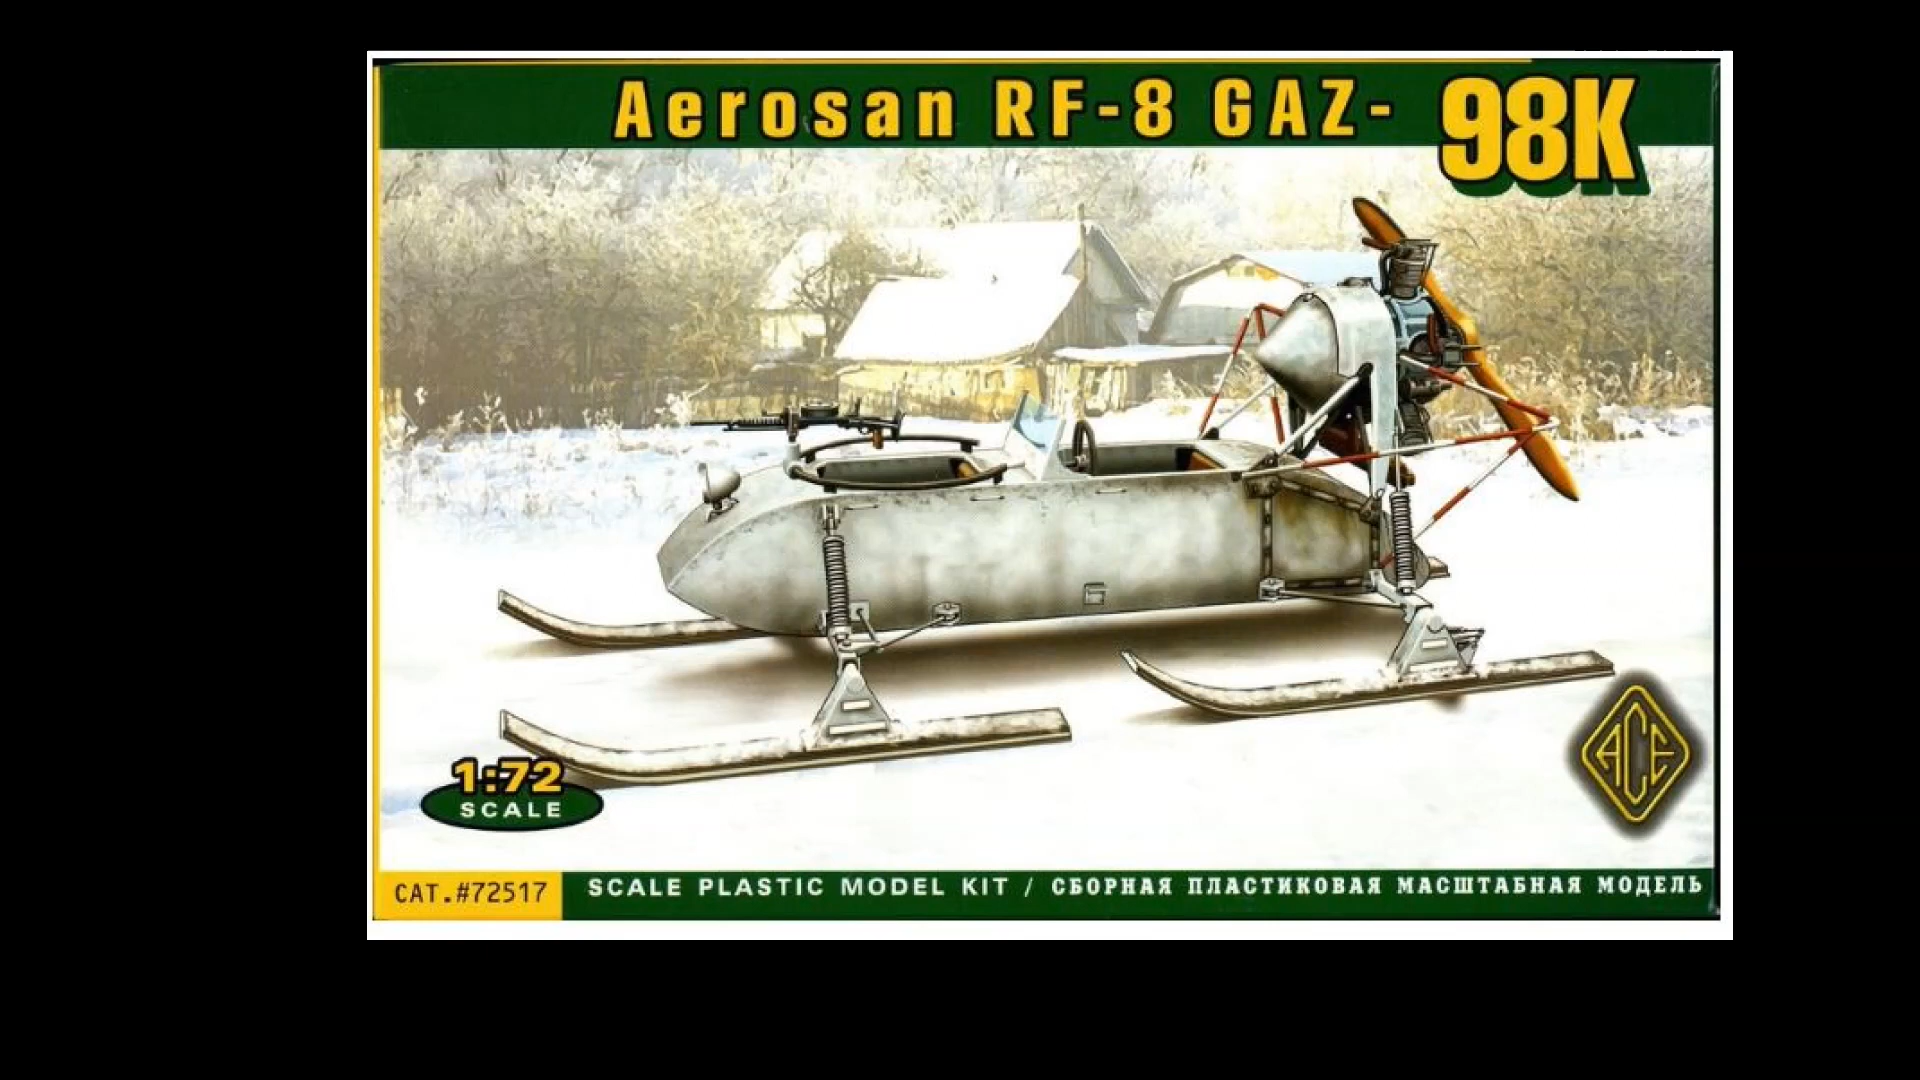 Aerosan RF-8 GAZ-98K
1:72
SCALE
ACE
CAT.#72517
SCALE PLASTIC MODEL KIT / СБОРНАЯ ПЛАСТИКОВАЯ МАСШТАБНАЯ МОДЕЛЬ